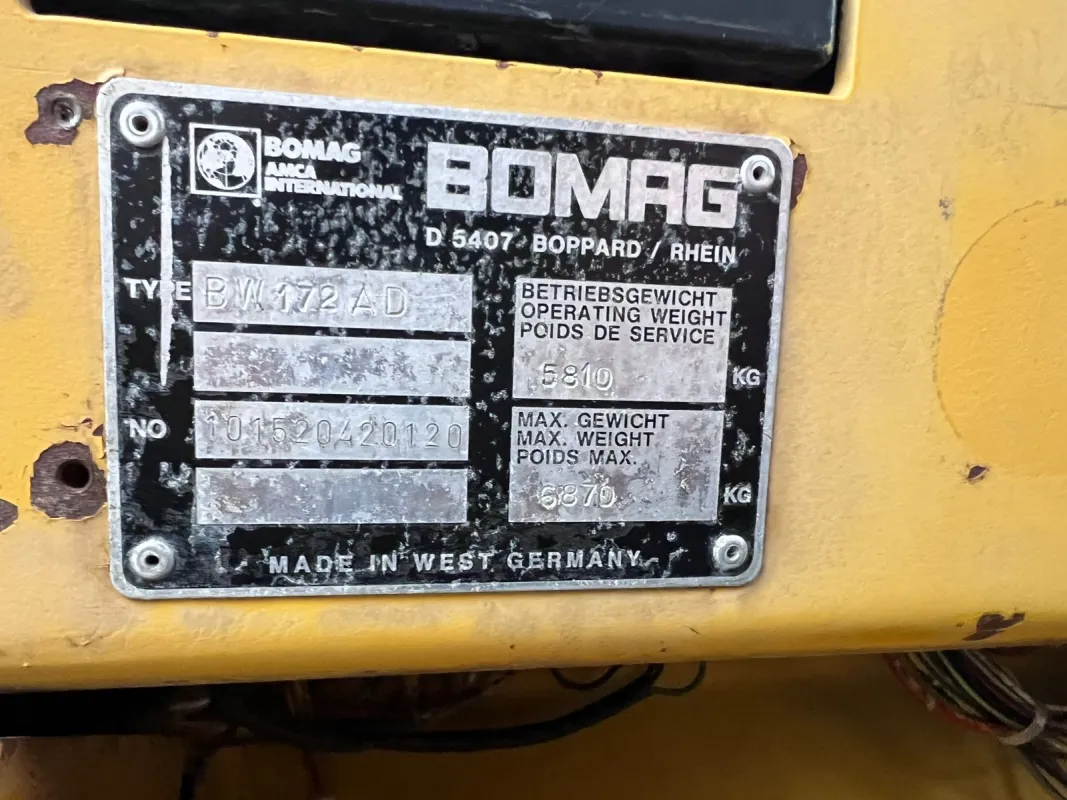 BOMAG
AMCA
INTERNATIONAL
BOMAG
D 5407 BOPPARD / RHEIN
TYPE BW 172 AD
NO 101520420120
BETRIEBSGEWICHT
OPERATING WEIGHT
POIDS DE SERVICE
5810 KG
MAX. GEWICHT
MAX. WEIGHT
POIDS MAX.
6870 KG
MADE IN WEST GERMANY